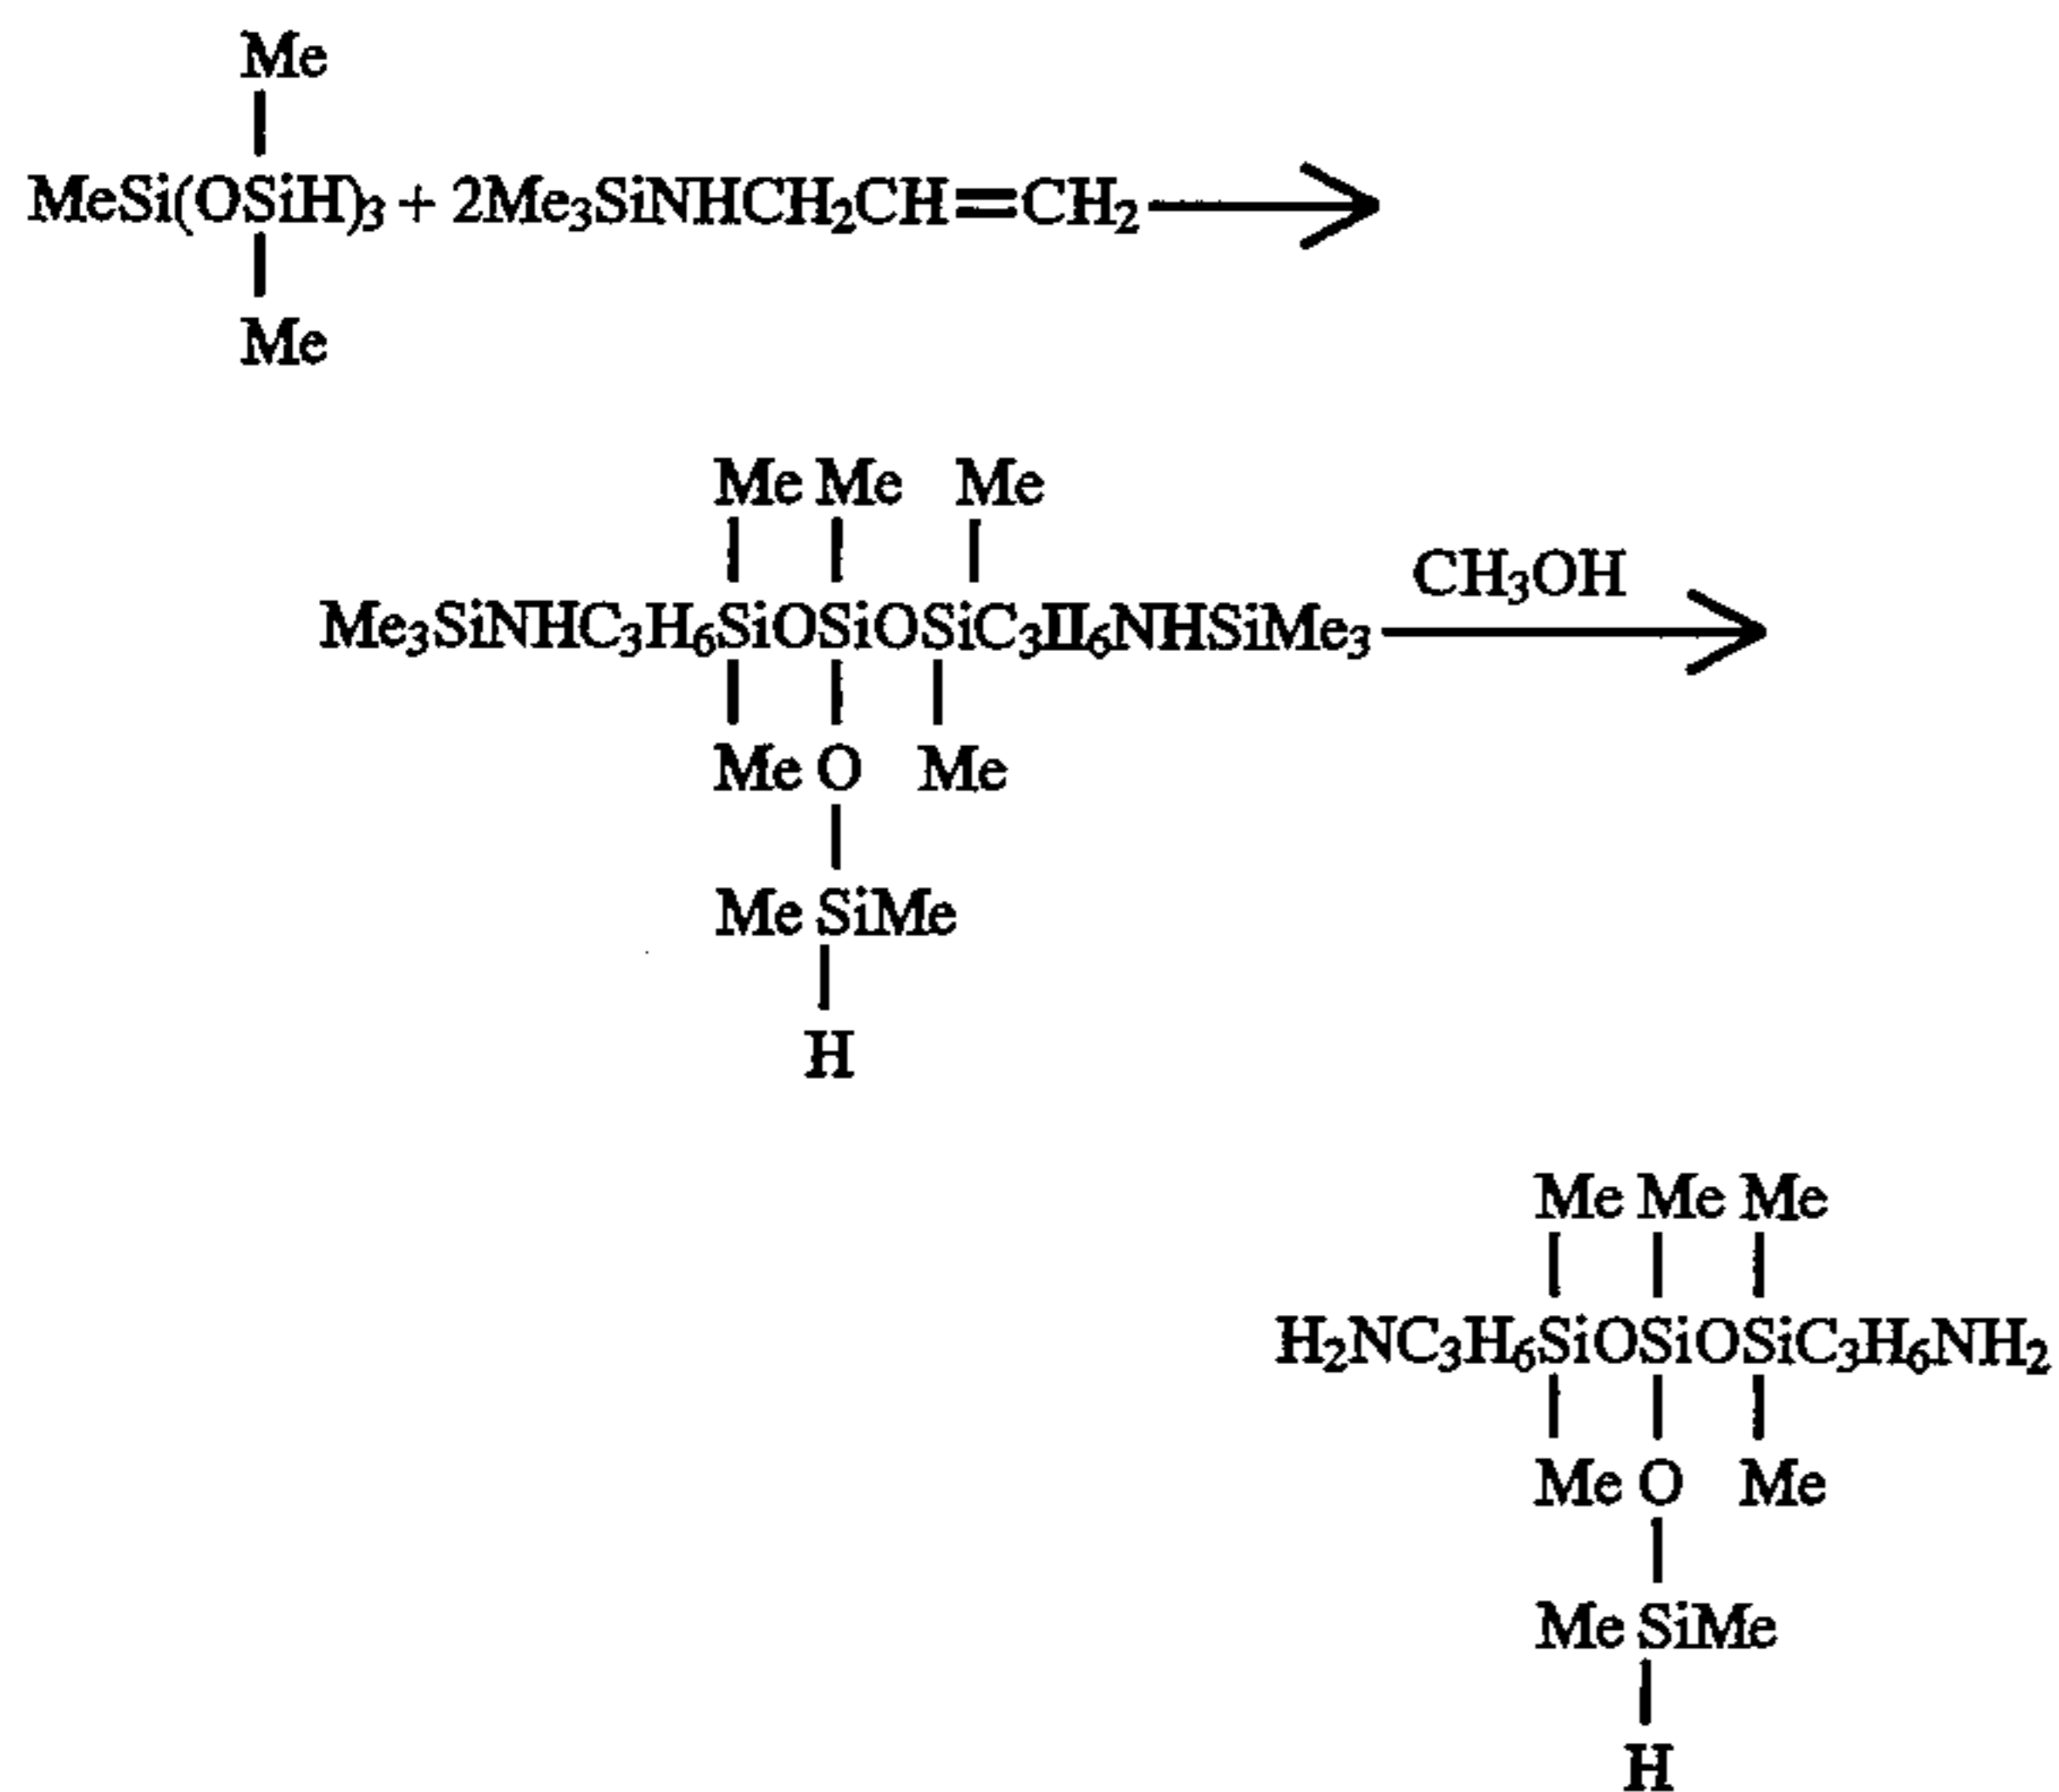 Me
MeSi(OSiH)₃ + 2Me₃SiNHCH₂CH=CH₂
Me
Me Me Me
Me₃SiNHC₃H₆SiOSiOSiC₃H₆NHSiMe₃
CH₃OH
Me O Me
Me SiMe
H
Me Me Me
H₂NC₃H₆SiOSiOSiC₃H₆NH₂
Me O Me
Me SiMe
H